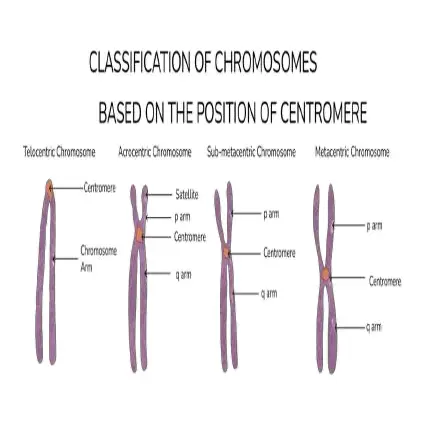 CLASSIFICATION OF CHROMOSOMES
BASED ON THE POSITION OF CENTROMERE
Telocentric Chromosome
Acrocentric Chromosome
Sub-metacentric Chromosome
Metacentric Chromosome
Centromere
Chromosome
Arm
Satellite
p arm
Centromere
q arm
p arm
Centromere
q arm
p arm
Centromere
q arm